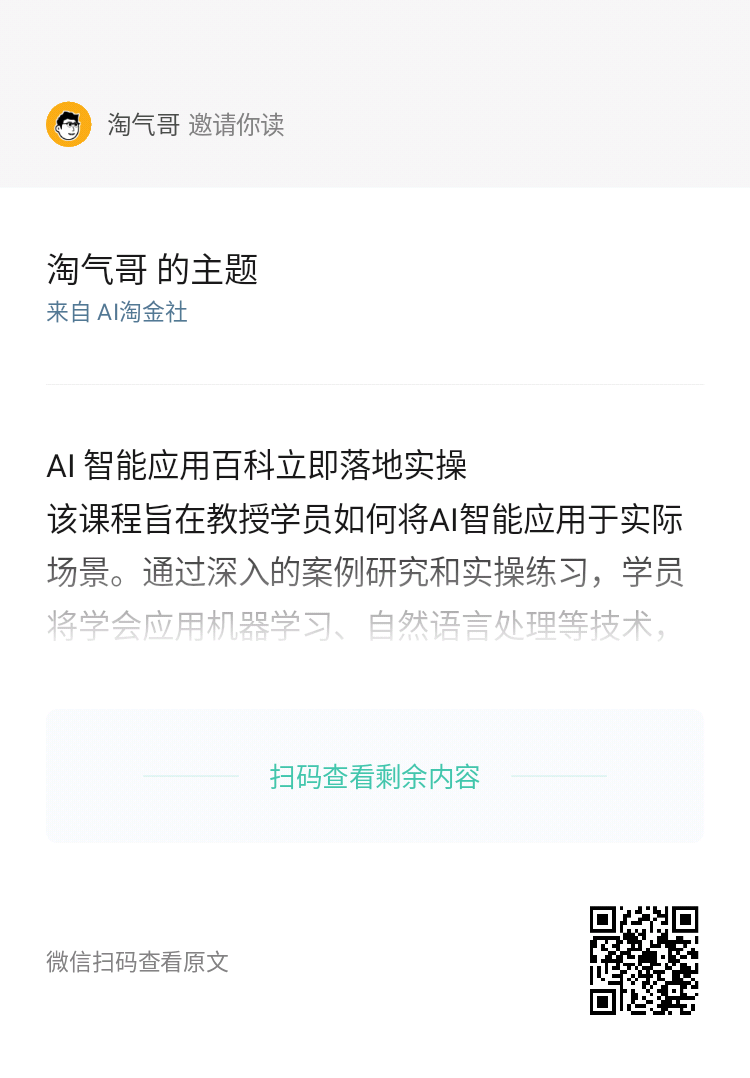 淘气哥 邀请你读
淘气哥 的主题
来自 AI淘金社
AI 智能应用百科立即落地实操
该课程旨在教授学员如何将AI智能应用于实际
场景。通过深入的案例研究和实操练习，学员
将学会应用机器学习、自然语言处理等技术，
扫码查看剩余内容
微信扫码查看原文